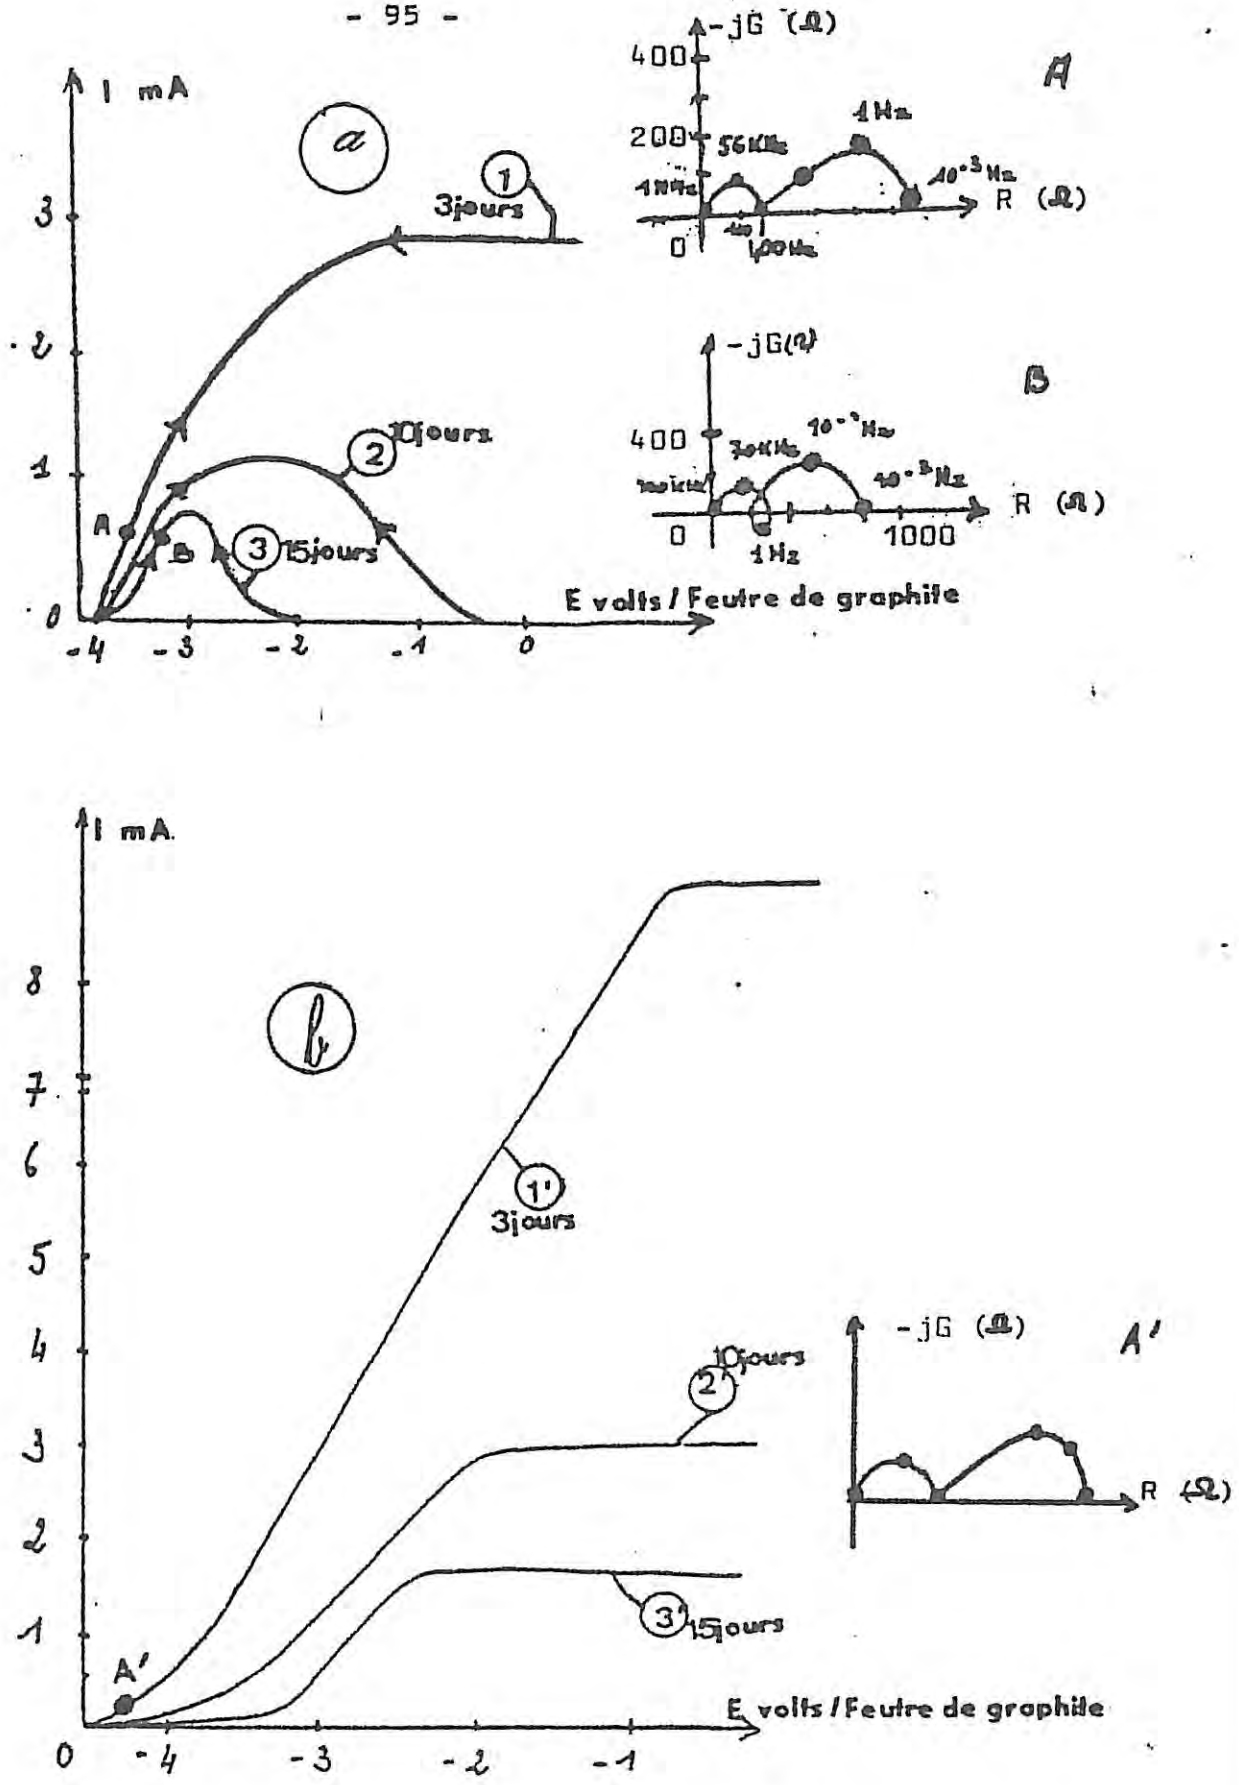 - 95 -
I mA
a
3
2
1
0
-4 -3 -2 -1 0
1
3jours
2
10jours
3
15jours
A
B
E volts / Feutre de graphite
-jG (Ω)
400
200
0
56KHz
1Hz
10⁻³Hz
R (Ω)
A
-jG(Ω)
400
0
70KHz
10⁻³Hz
1Hz
1000
R (Ω)
B
I mA.
b
8
7
6
5
4
3
2
1
0 -4 -3 -2 -1
1'
3jours
2'
10jours
3'
15jours
A'
E volts / Feutre de graphite
-jG (Ω)
R (Ω)
A'